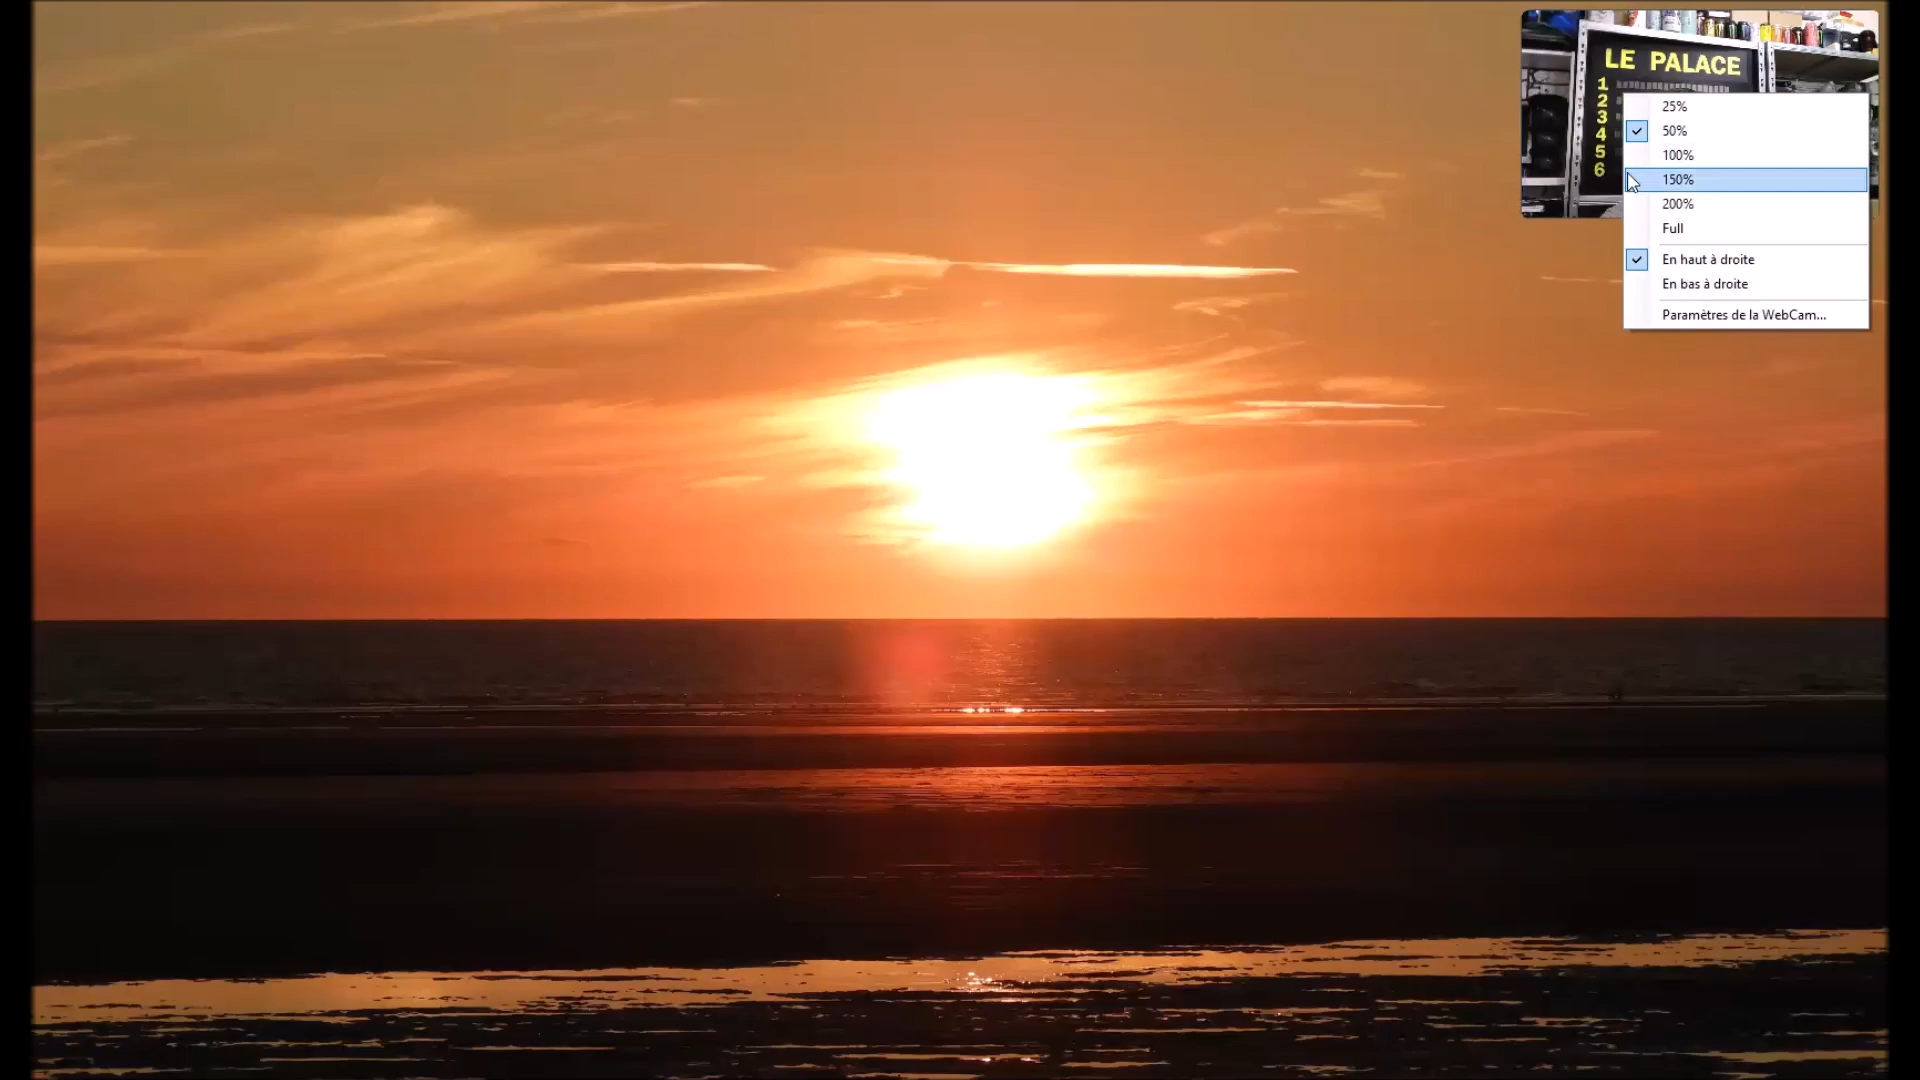 LE PALACE
1
2
3
4
5
6
25%
50%
100%
150%
200%
Full
En haut à droite
En bas à droite
Paramètres de la WebCam...